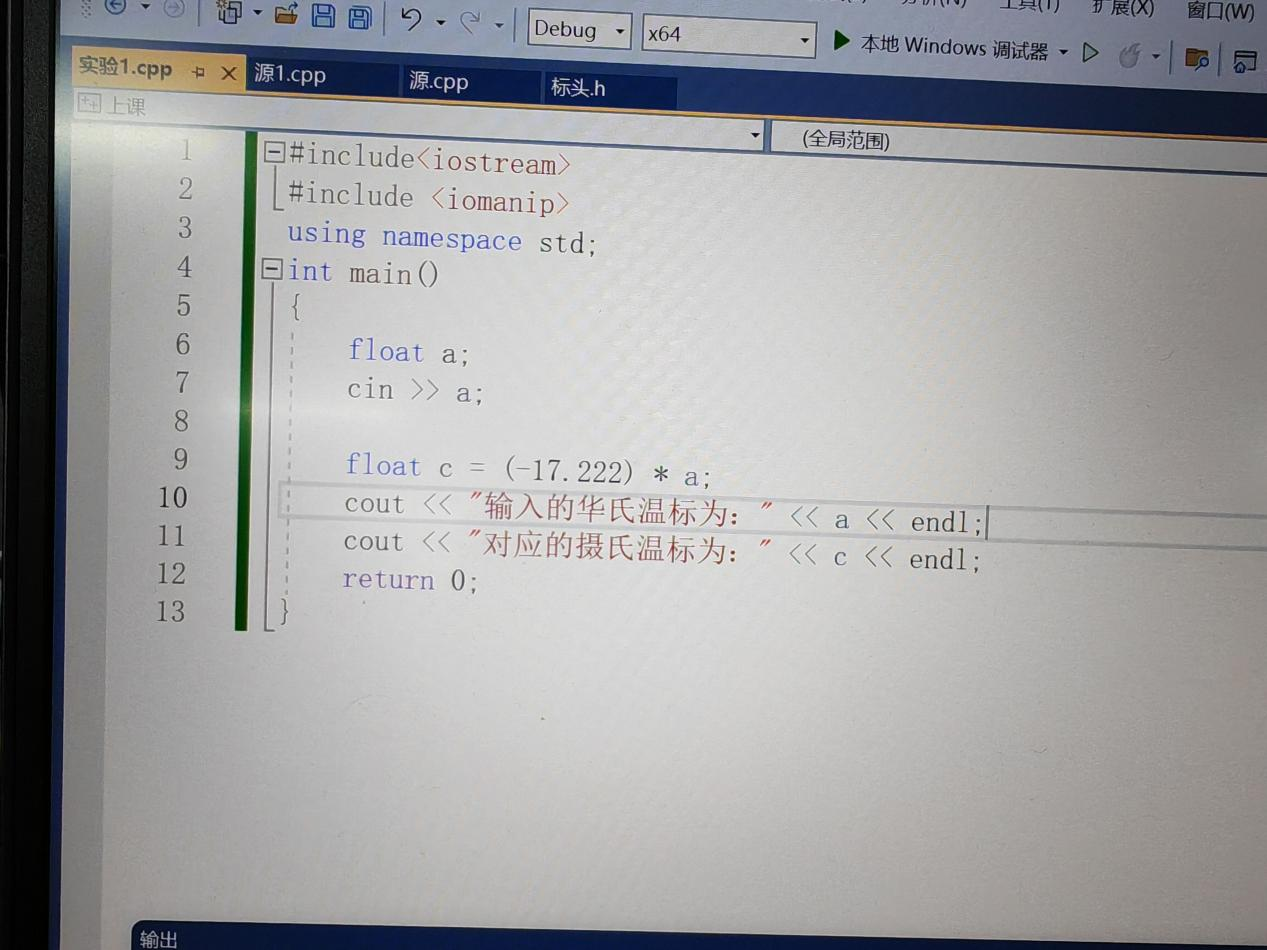 工具(T) 扩展(X) 窗口(W)
Debug x64 本地 Windows 调试器
实验1.cpp 源1.cpp 源.cpp 标头.h
上课 (全局范围)
1 #include<iostream>
2 #include <iomanip>
3 using namespace std;
4 int main()
5 {
6 float a;
7 cin >> a;
8
9 float c = (-17.222) * a;
10 cout << "输入的华氏温标为：" << a << endl;
11 cout << "对应的摄氏温标为：" << c << endl;
12 return 0;
13 }
输出